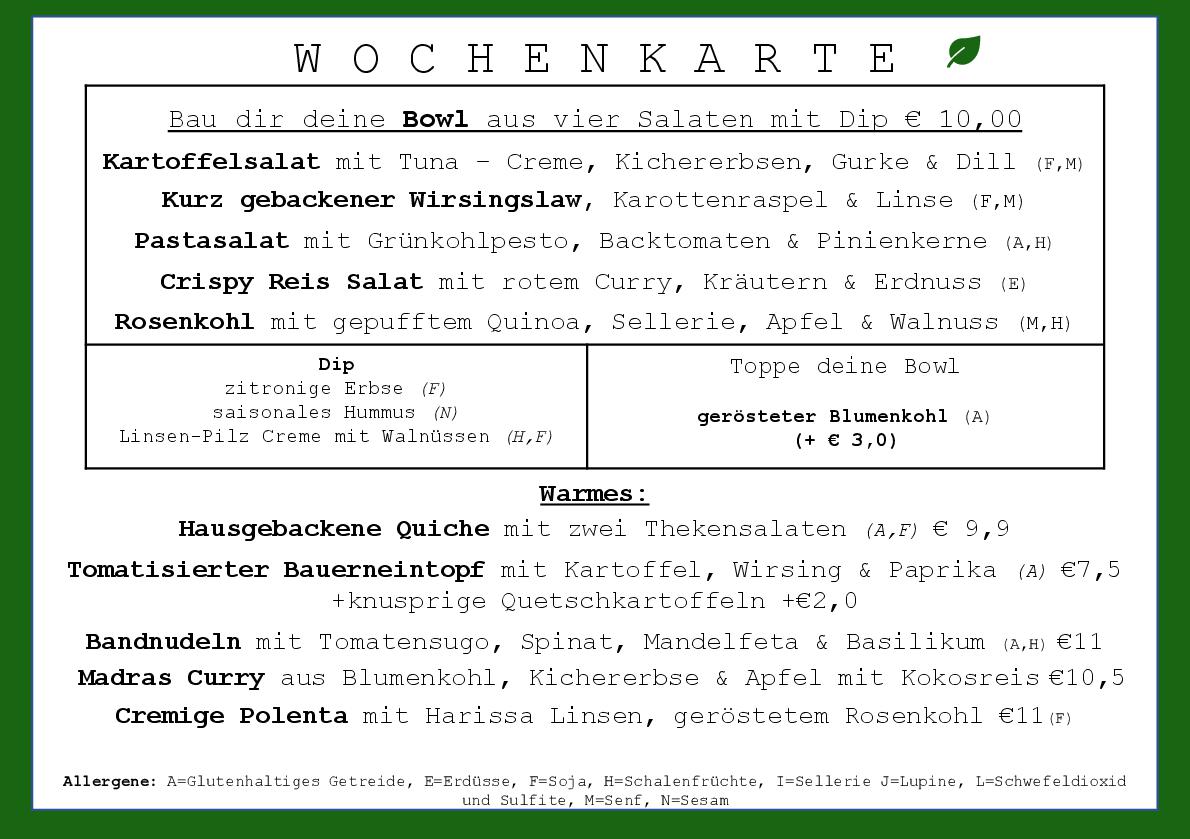 WOCHENKARTE
Bau dir deine Bowl aus vier Salaten mit Dip € 10,00
Kartoffelsalat mit Tuna – Creme, Kichererbsen, Gurke & Dill (F,M)
Kurz gebackener Wirsingslaw, Karottenraspel & Linse (F,M)
Pastasalat mit Grünkohlpesto, Backtomaten & Pinienkerne (A,H)
Crispy Reis Salat mit rotem Curry, Kräutern & Erdnuss (E)
Rosenkohl mit gepufftem Quinoa, Sellerie, Apfel & Walnuss (M,H)
Dip
zitronige Erbse (F)
saisonales Hummus (N)
Linsen-Pilz Creme mit Walnüssen (H,F)
Toppe deine Bowl
gerösteter Blumenkohl (A)
(+ € 3,0)
Warmes:
Hausgebackene Quiche mit zwei Thekensalaten (A,F) € 9,9
Tomatisierter Bauerneintopf mit Kartoffel, Wirsing & Paprika (A) €7,5
+knusprige Quetschkartoffeln +€2,0
Bandnudeln mit Tomatensugo, Spinat, Mandelfeta & Basilikum (A,H) €11
Madras Curry aus Blumenkohl, Kichererbse & Apfel mit Kokosreis €10,5
Cremige Polenta mit Harissa Linsen, geröstetem Rosenkohl €11(F)
Allergene: A=Glutenhaltiges Getreide, E=Erdüsse, F=Soja, H=Schalenfrüchte, I=Sellerie J=Lupine, L=Schwefeldioxid
und Sulfite, M=Senf, N=Sesam